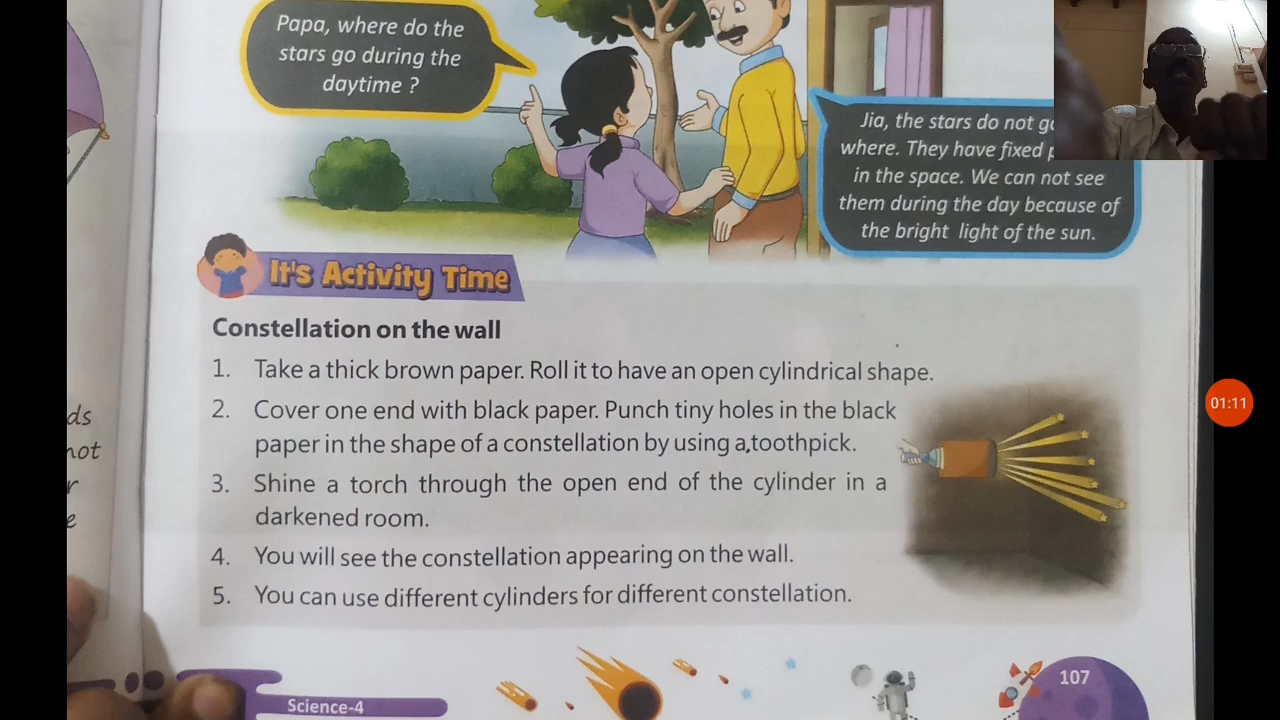 Papa, where do the
stars go during the
daytime ?
Jia, the stars do not
where. They have fixed
in the space. We can not see
them during the day because of
the bright light of the sun.
It's Activity Time
Constellation on the wall
1. Take a thick brown paper. Roll it to have an open cylindrical shape.
2. Cover one end with black paper. Punch tiny holes in the black
paper in the shape of a constellation by using a toothpick.
3. Shine a torch through the open end of the cylinder in a
darkened room.
4. You will see the constellation appearing on the wall.
5. You can use different cylinders for different constellation.
ds
not
r
e
Science-4
107
01:11